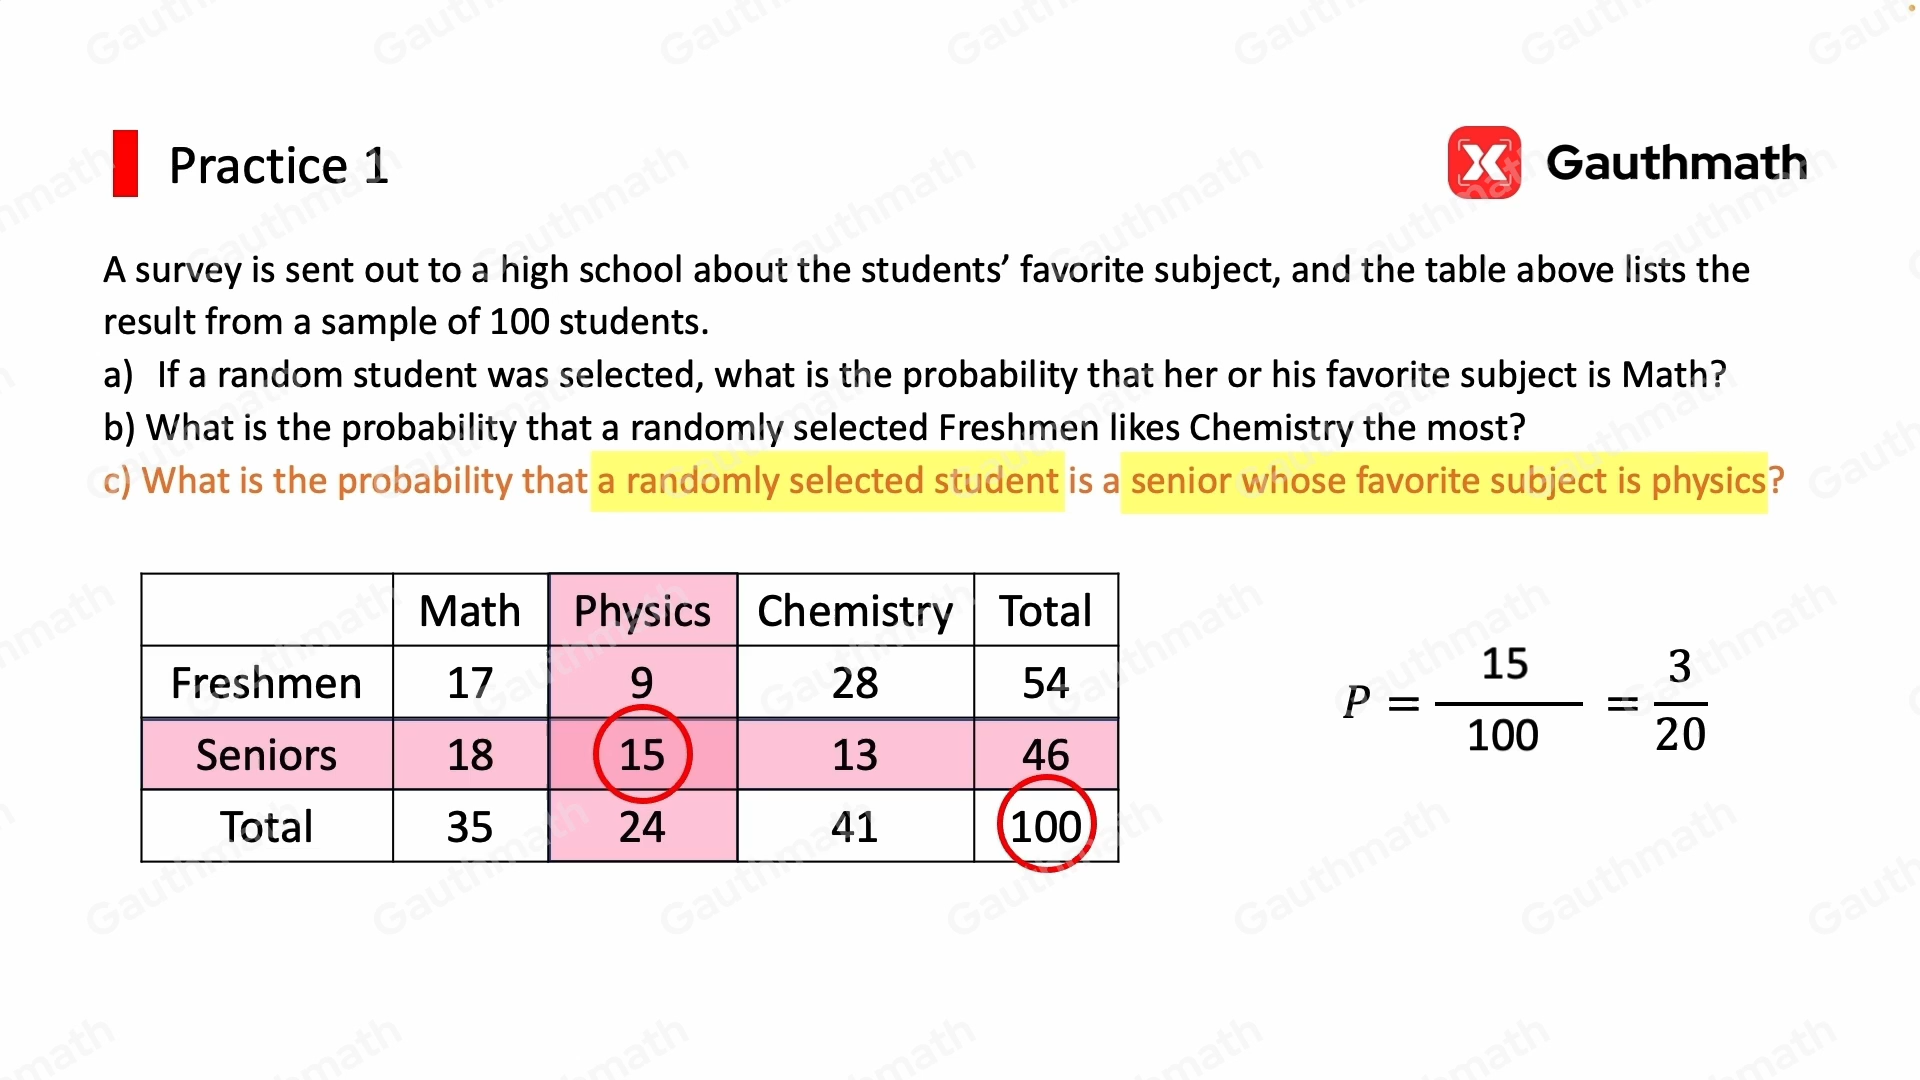 Practice 1
Gauthmath
A survey is sent out to a high school about the students’ favorite subject, and the table above lists the
result from a sample of 100 students.
a) If a random student was selected, what is the probability that her or his favorite subject is Math?
b) What is the probability that a randomly selected Freshmen likes Chemistry the most?
c) What is the probability that a randomly selected student is a senior whose favorite subject is physics?
Math Physics Chemistry Total
Freshmen 17 9 28 54
Seniors 18 15 13 46
Total 35 24 41 100
P = 15/100 = 3/20